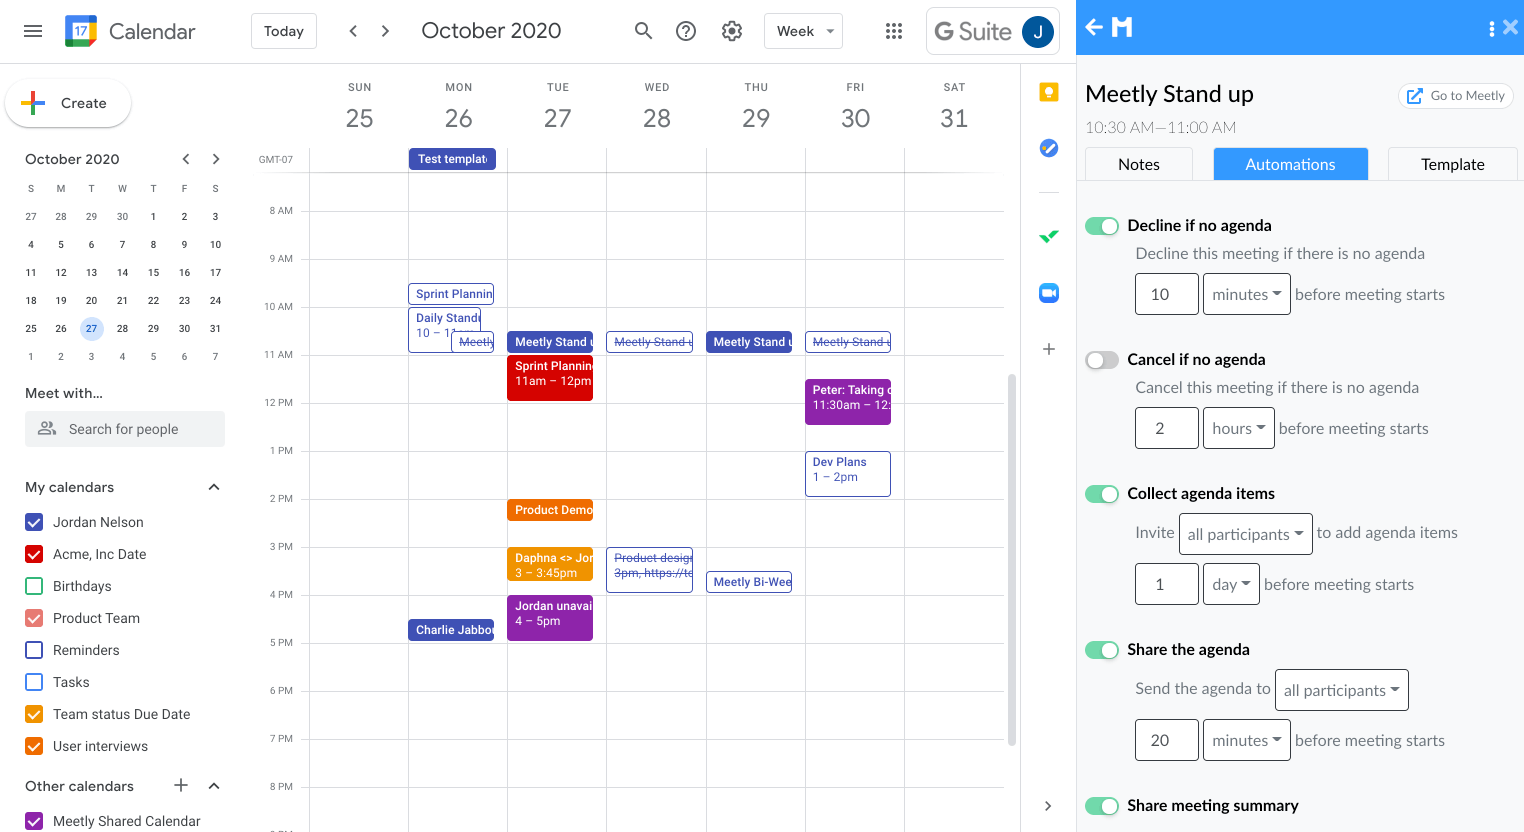 17 Calendar
Today
October 2020
Week
G Suite
J
Create
October 2020
S M T W T F S
27 28 29 30 1 2 3
4 5 6 7 8 9 10
11 12 13 14 15 16 17
18 19 20 21 22 23 24
25 26 27 28 29 30 31
1 2 3 4 5 6 7
Meet with...
Search for people
My calendars
Jordan Nelson
Acme, Inc Date
Birthdays
Product Team
Reminders
Tasks
Team status Due Date
User interviews
Other calendars
Meetly Shared Calendar
SUN MON TUE WED THU FRI SAT
25 26 27 28 29 30 31
GMT-07
Test templat
8 AM
9 AM
10 AM
11 AM
12 PM
1 PM
2 PM
3 PM
4 PM
5 PM
6 PM
7 PM
8 PM
Sprint Plannin
Daily Stand
10 – 11am
Meetly
Charlie Jabbou
Meetly Stand u
Sprint Plannin
11am – 12pm
Product Demo
Daphna <> Jor
3 – 3:45pm
Jordan unavai
4 – 5pm
Meetly Stand u
Product design
3pm, https://to
Meetly Stand u
Meetly Bi-Wee
Meetly Stand u
Peter: Taking o
11:30am – 12:
Dev Plans
1 – 2pm
M
Meetly Stand up
Go to Meetly
10:30 AM—11:00 AM
Notes
Automations
Template
Decline if no agenda
Decline this meeting if there is no agenda
10 minutes before meeting starts
Cancel if no agenda
Cancel this meeting if there is no agenda
2 hours before meeting starts
Collect agenda items
Invite all participants to add agenda items
1 day before meeting starts
Share the agenda
Send the agenda to all participants
20 minutes before meeting starts
Share meeting summary